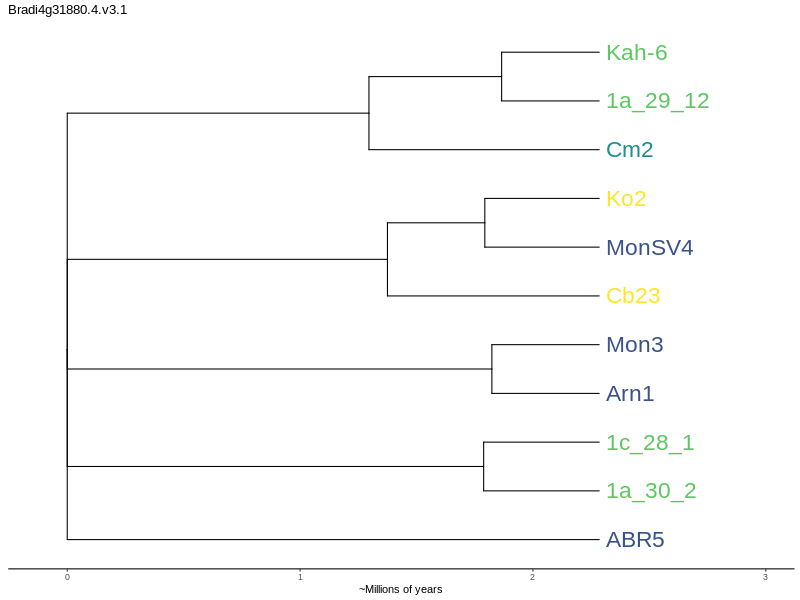 Bradi4g31880.4.v3.1
Kah-6
1a_29_12
Cm2
Ko2
MonSV4
Cb23
Mon3
Arn1
1c_28_1
1a_30_2
ABR5
0 1 2 3
~Millions of years